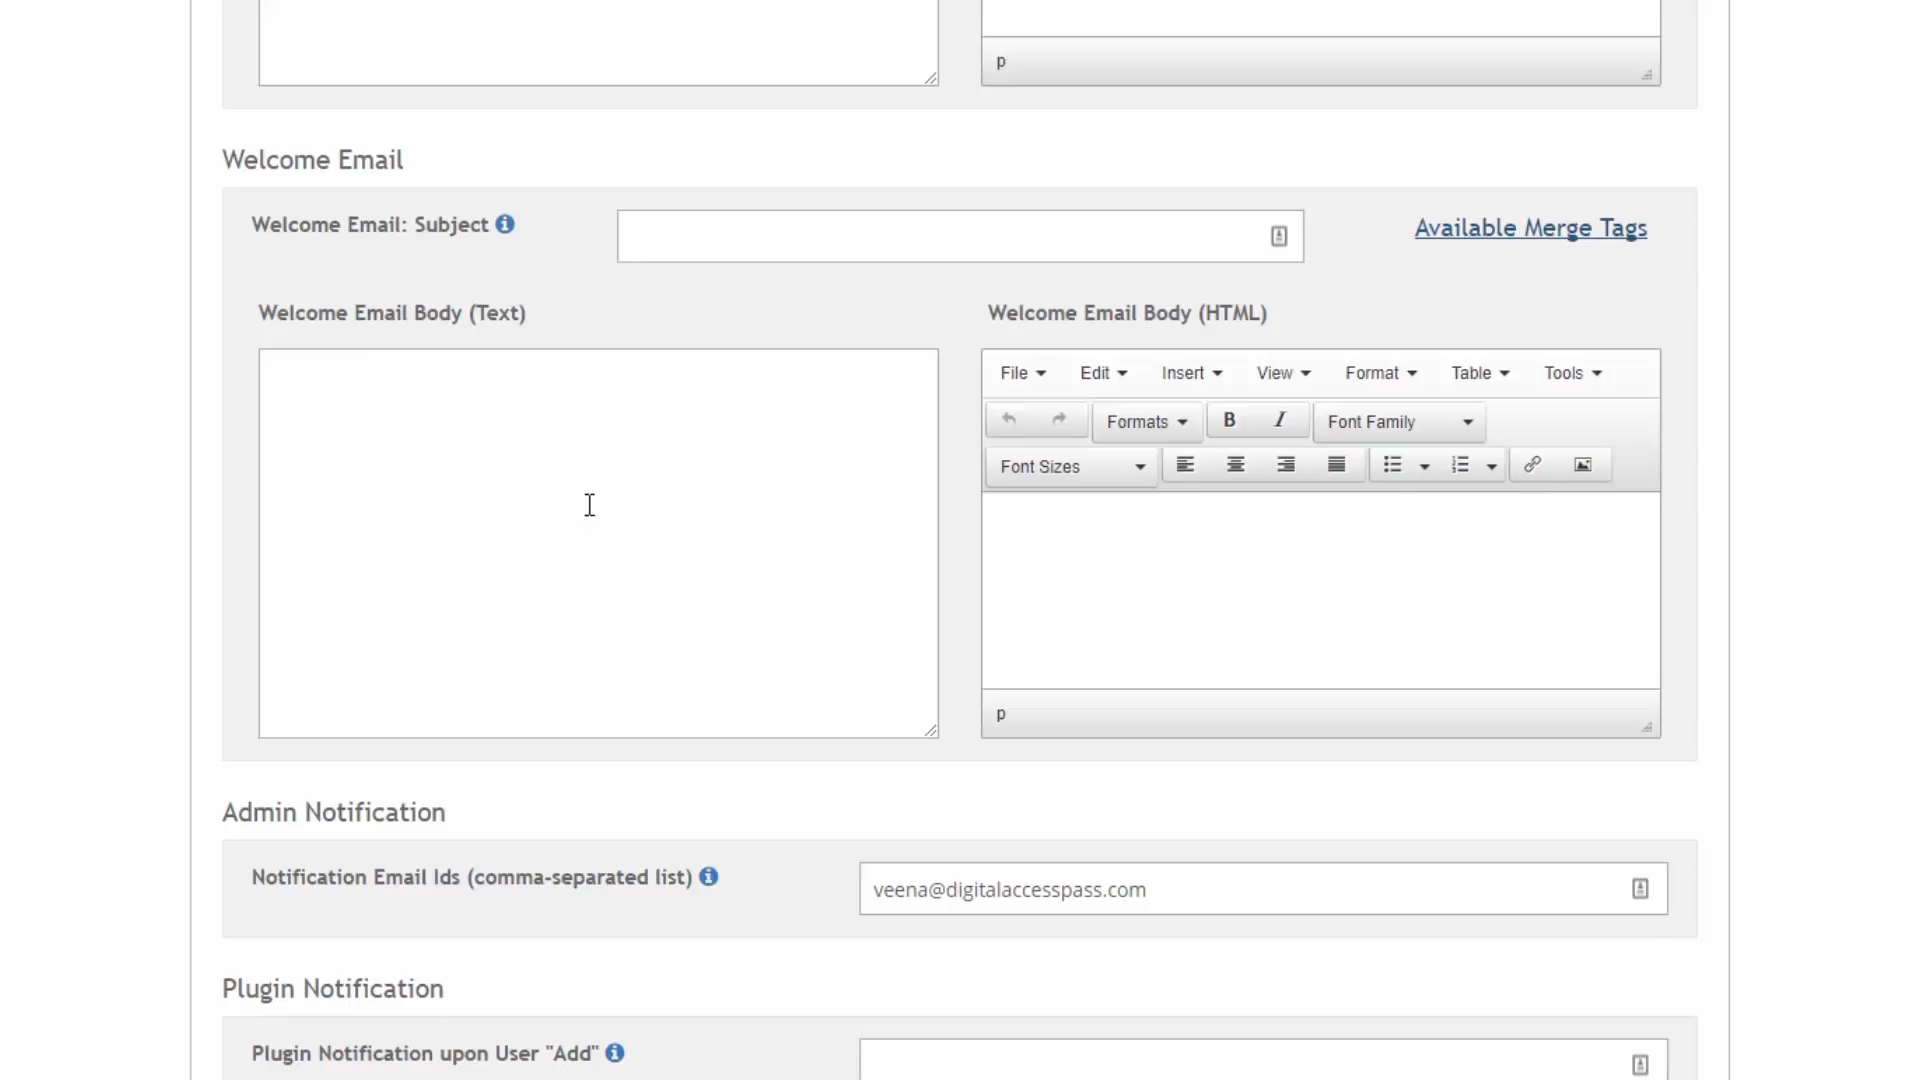 p
Welcome Email
Welcome Email: Subject
Available Merge Tags
Welcome Email Body (Text)
Welcome Email Body (HTML)
File Edit Insert View Format Table Tools
Formats B I Font Family
Font Sizes
p
Admin Notification
Notification Email Ids (comma-separated list)
veena@digitalaccesspass.com
Plugin Notification
Plugin Notification upon User "Add"